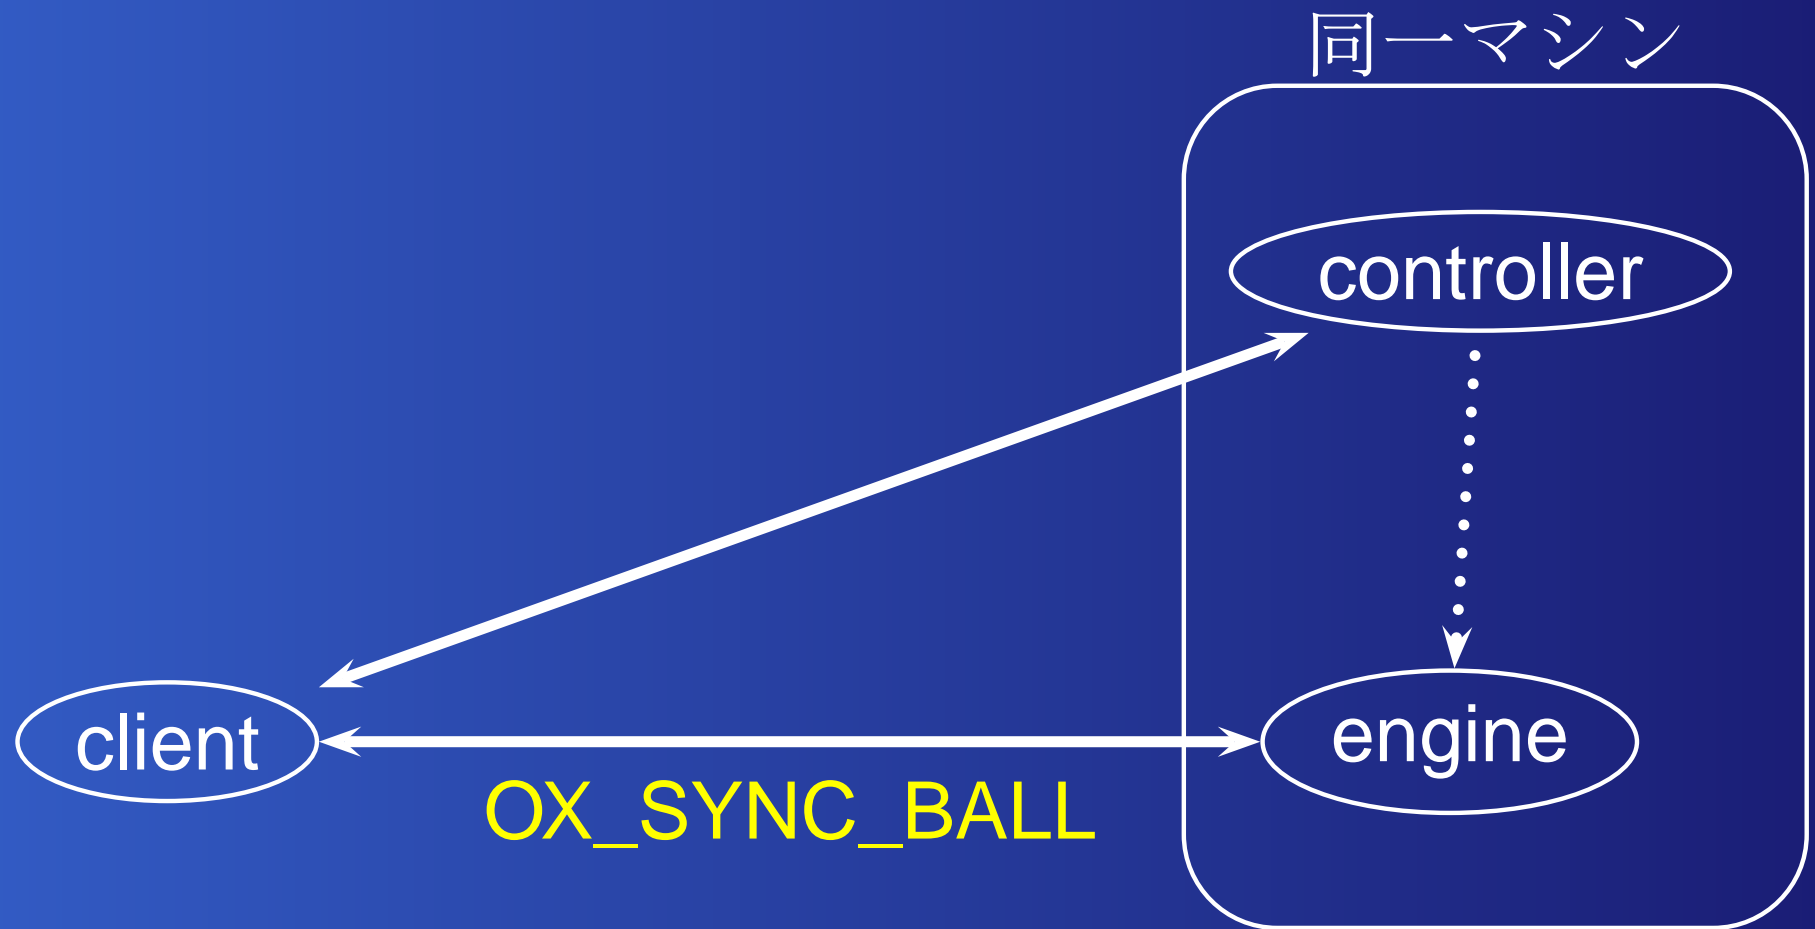 同一マシン
controller
client
engine
OX_SYNC_BALL